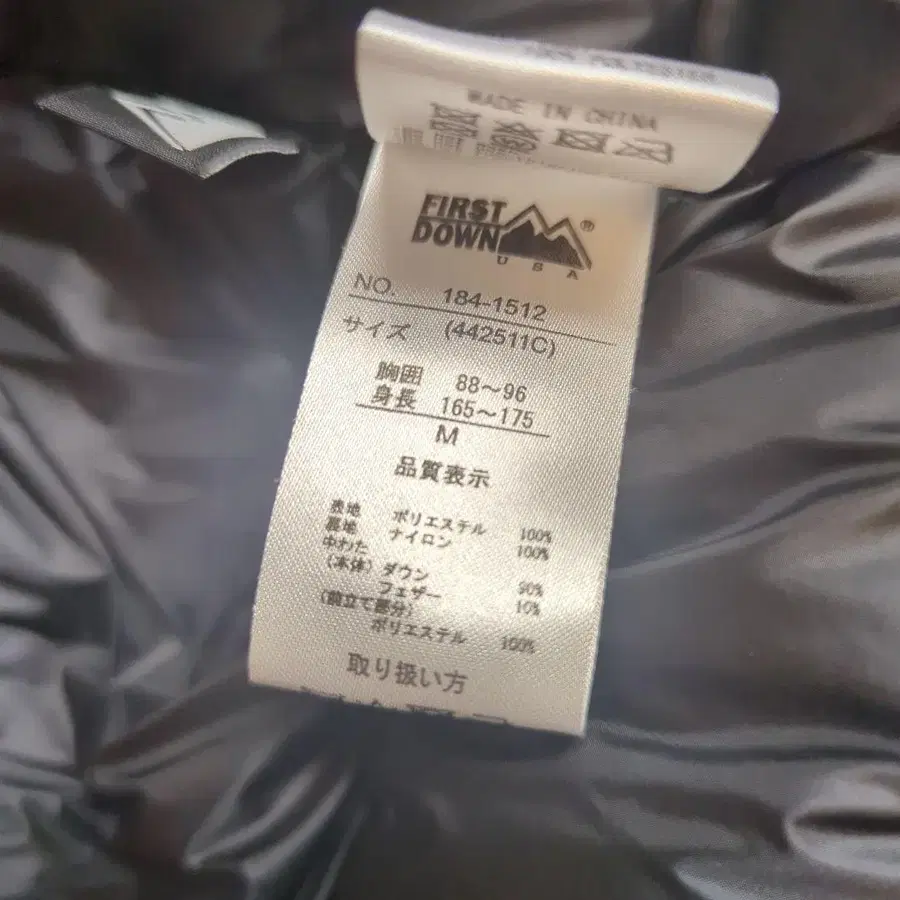 MADE IN CHINA
FIRST
DOWN
USA
®
NO. 184-1512
サイズ (442511C)
胸囲 88〜96
身長 165〜175
M
品質表示
表地 ポリエステル 100%
裏地 ナイロン 100%
中わた
(本体) ダウン 90%
フェザー 10%
(前立て部分)
ポリエステル 100%
取り扱い方